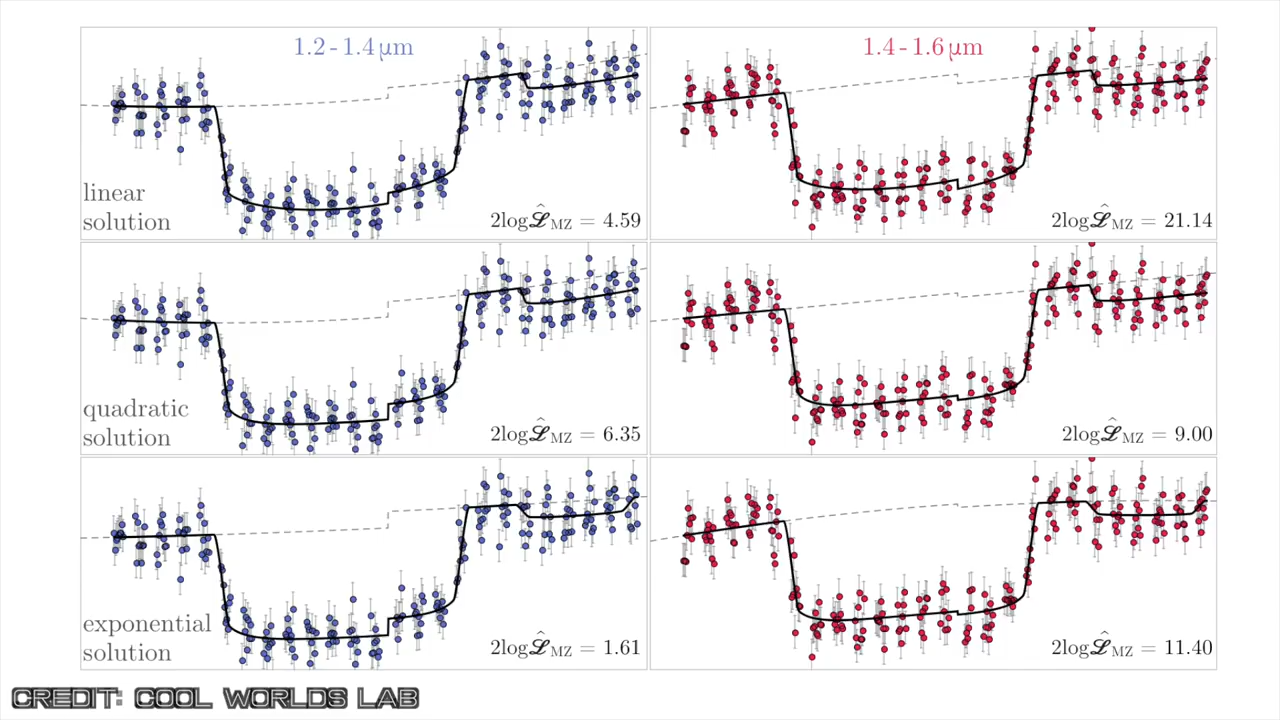 1.2 - 1.4 μm
1.4 - 1.6 μm
linear
solution
2logℒ̂MZ = 4.59
2logℒ̂MZ = 21.14
quadratic
solution
2logℒ̂MZ = 6.35
2logℒ̂MZ = 9.00
exponential
solution
2logℒ̂MZ = 1.61
2logℒ̂MZ = 11.40
CREDIT: COOL WORLDS LAB